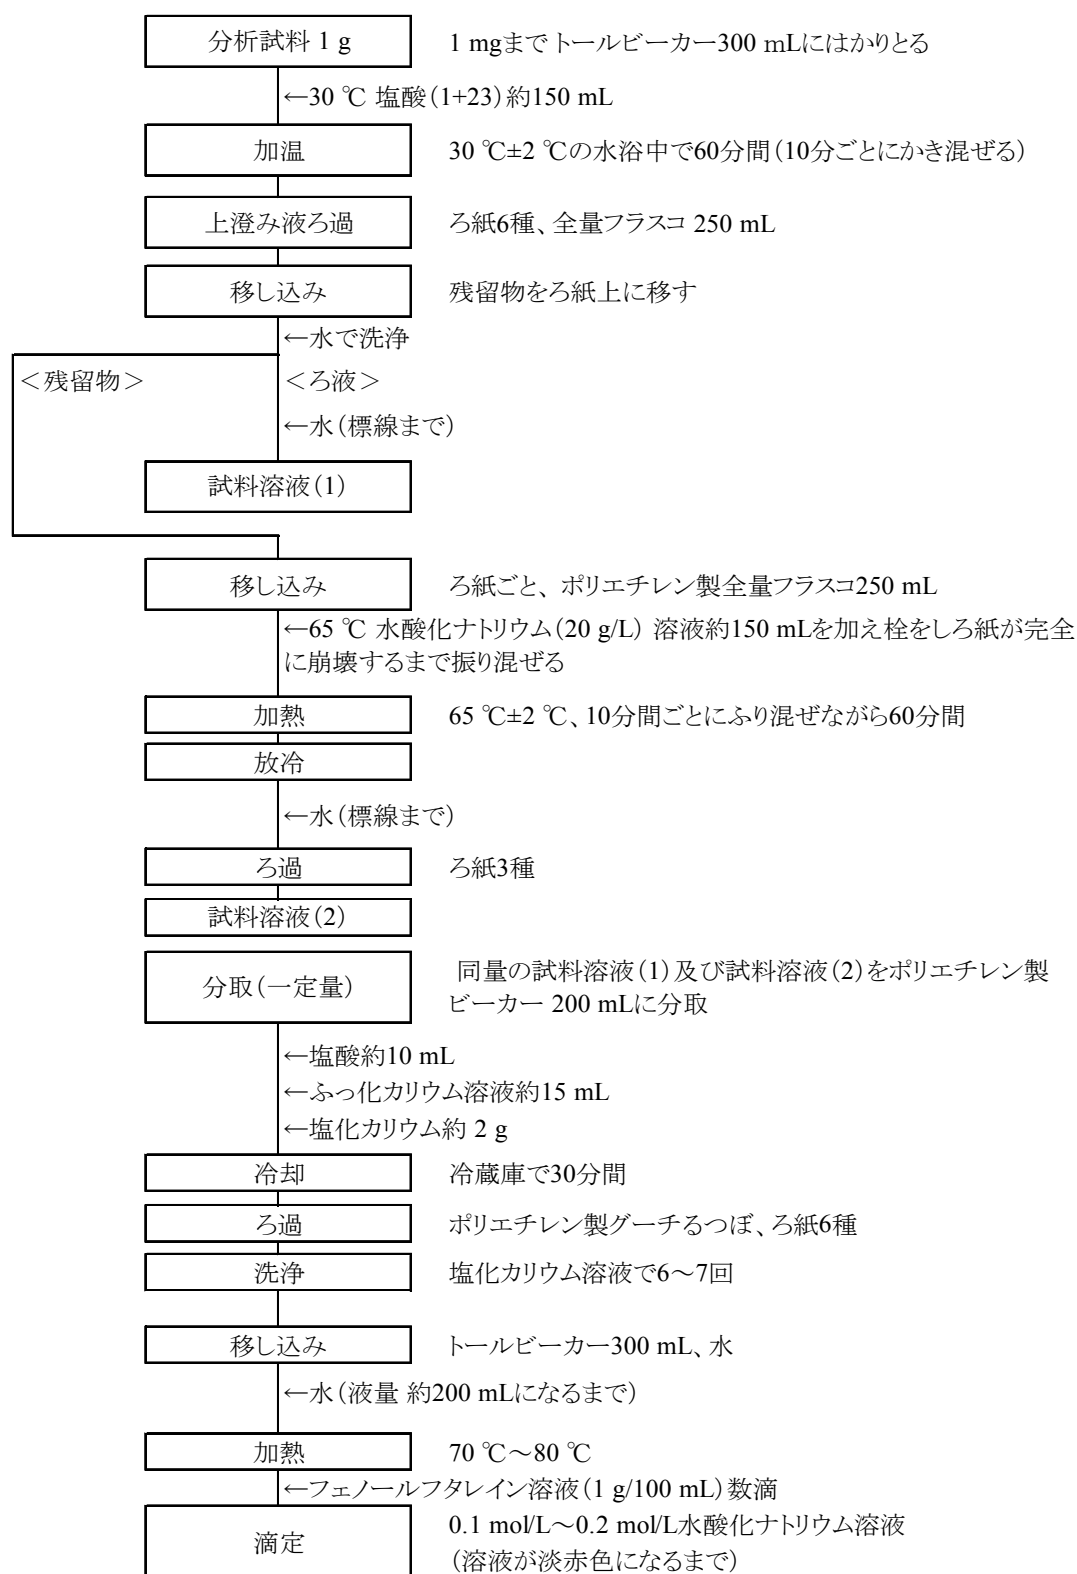 分析試料 1 g
1 mgまで トールビーカー300 mLにはかりとる
←30 ℃ 塩酸(1+23)約150 mL
加温
30 ℃±2 ℃の水浴中で60分間(10分ごとにかき混ぜる)
上澄み液ろ過
ろ紙6種、全量フラスコ 250 mL
移し込み
残留物をろ紙上に移す
←水で洗浄
<残留物>
<ろ液>
←水(標線まで)
試料溶液(1)
移し込み
ろ紙ごと、ポリエチレン製全量フラスコ250 mL
←65 ℃ 水酸化ナトリウム(20 g/L) 溶液約150 mLを加え栓をしろ紙が完全
に崩壊するまで振り混ぜる
加熱
65 ℃±2 ℃、10分間ごとにふり混ぜながら60分間
放冷
←水(標線まで)
ろ過
ろ紙3種
試料溶液(2)
分取(一定量)
同量の試料溶液(1)及び試料溶液(2)をポリエチレン製
ビーカー 200 mLに分取
←塩酸約10 mL
←ふっ化カリウム溶液約15 mL
←塩化カリウム約 2 g
冷却
冷蔵庫で30分間
ろ過
ポリエチレン製グーチるつぼ、ろ紙6種
洗浄
塩化カリウム溶液で6~7回
移し込み
トールビーカー300 mL、水
←水(液量 約200 mLになるまで)
加熱
70 ℃~80 ℃
←フェノールフタレイン溶液(1 g/100 mL)数滴
滴定
0.1 mol/L~0.2 mol/L水酸化ナトリウム溶液
(溶液が淡赤色になるまで)